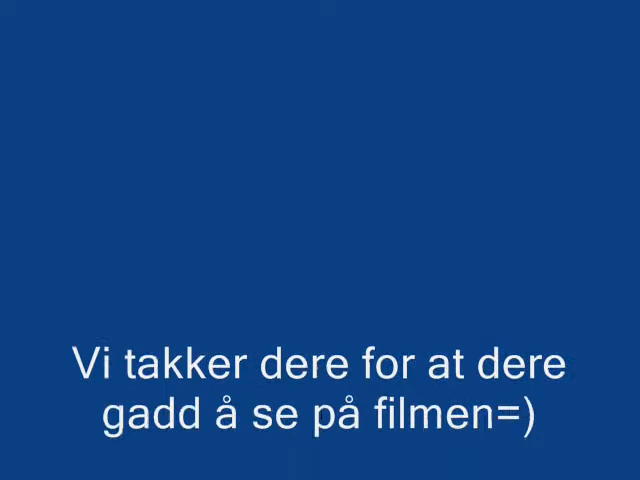 Vi takker dere for at dere
gadd å se på filmen=)